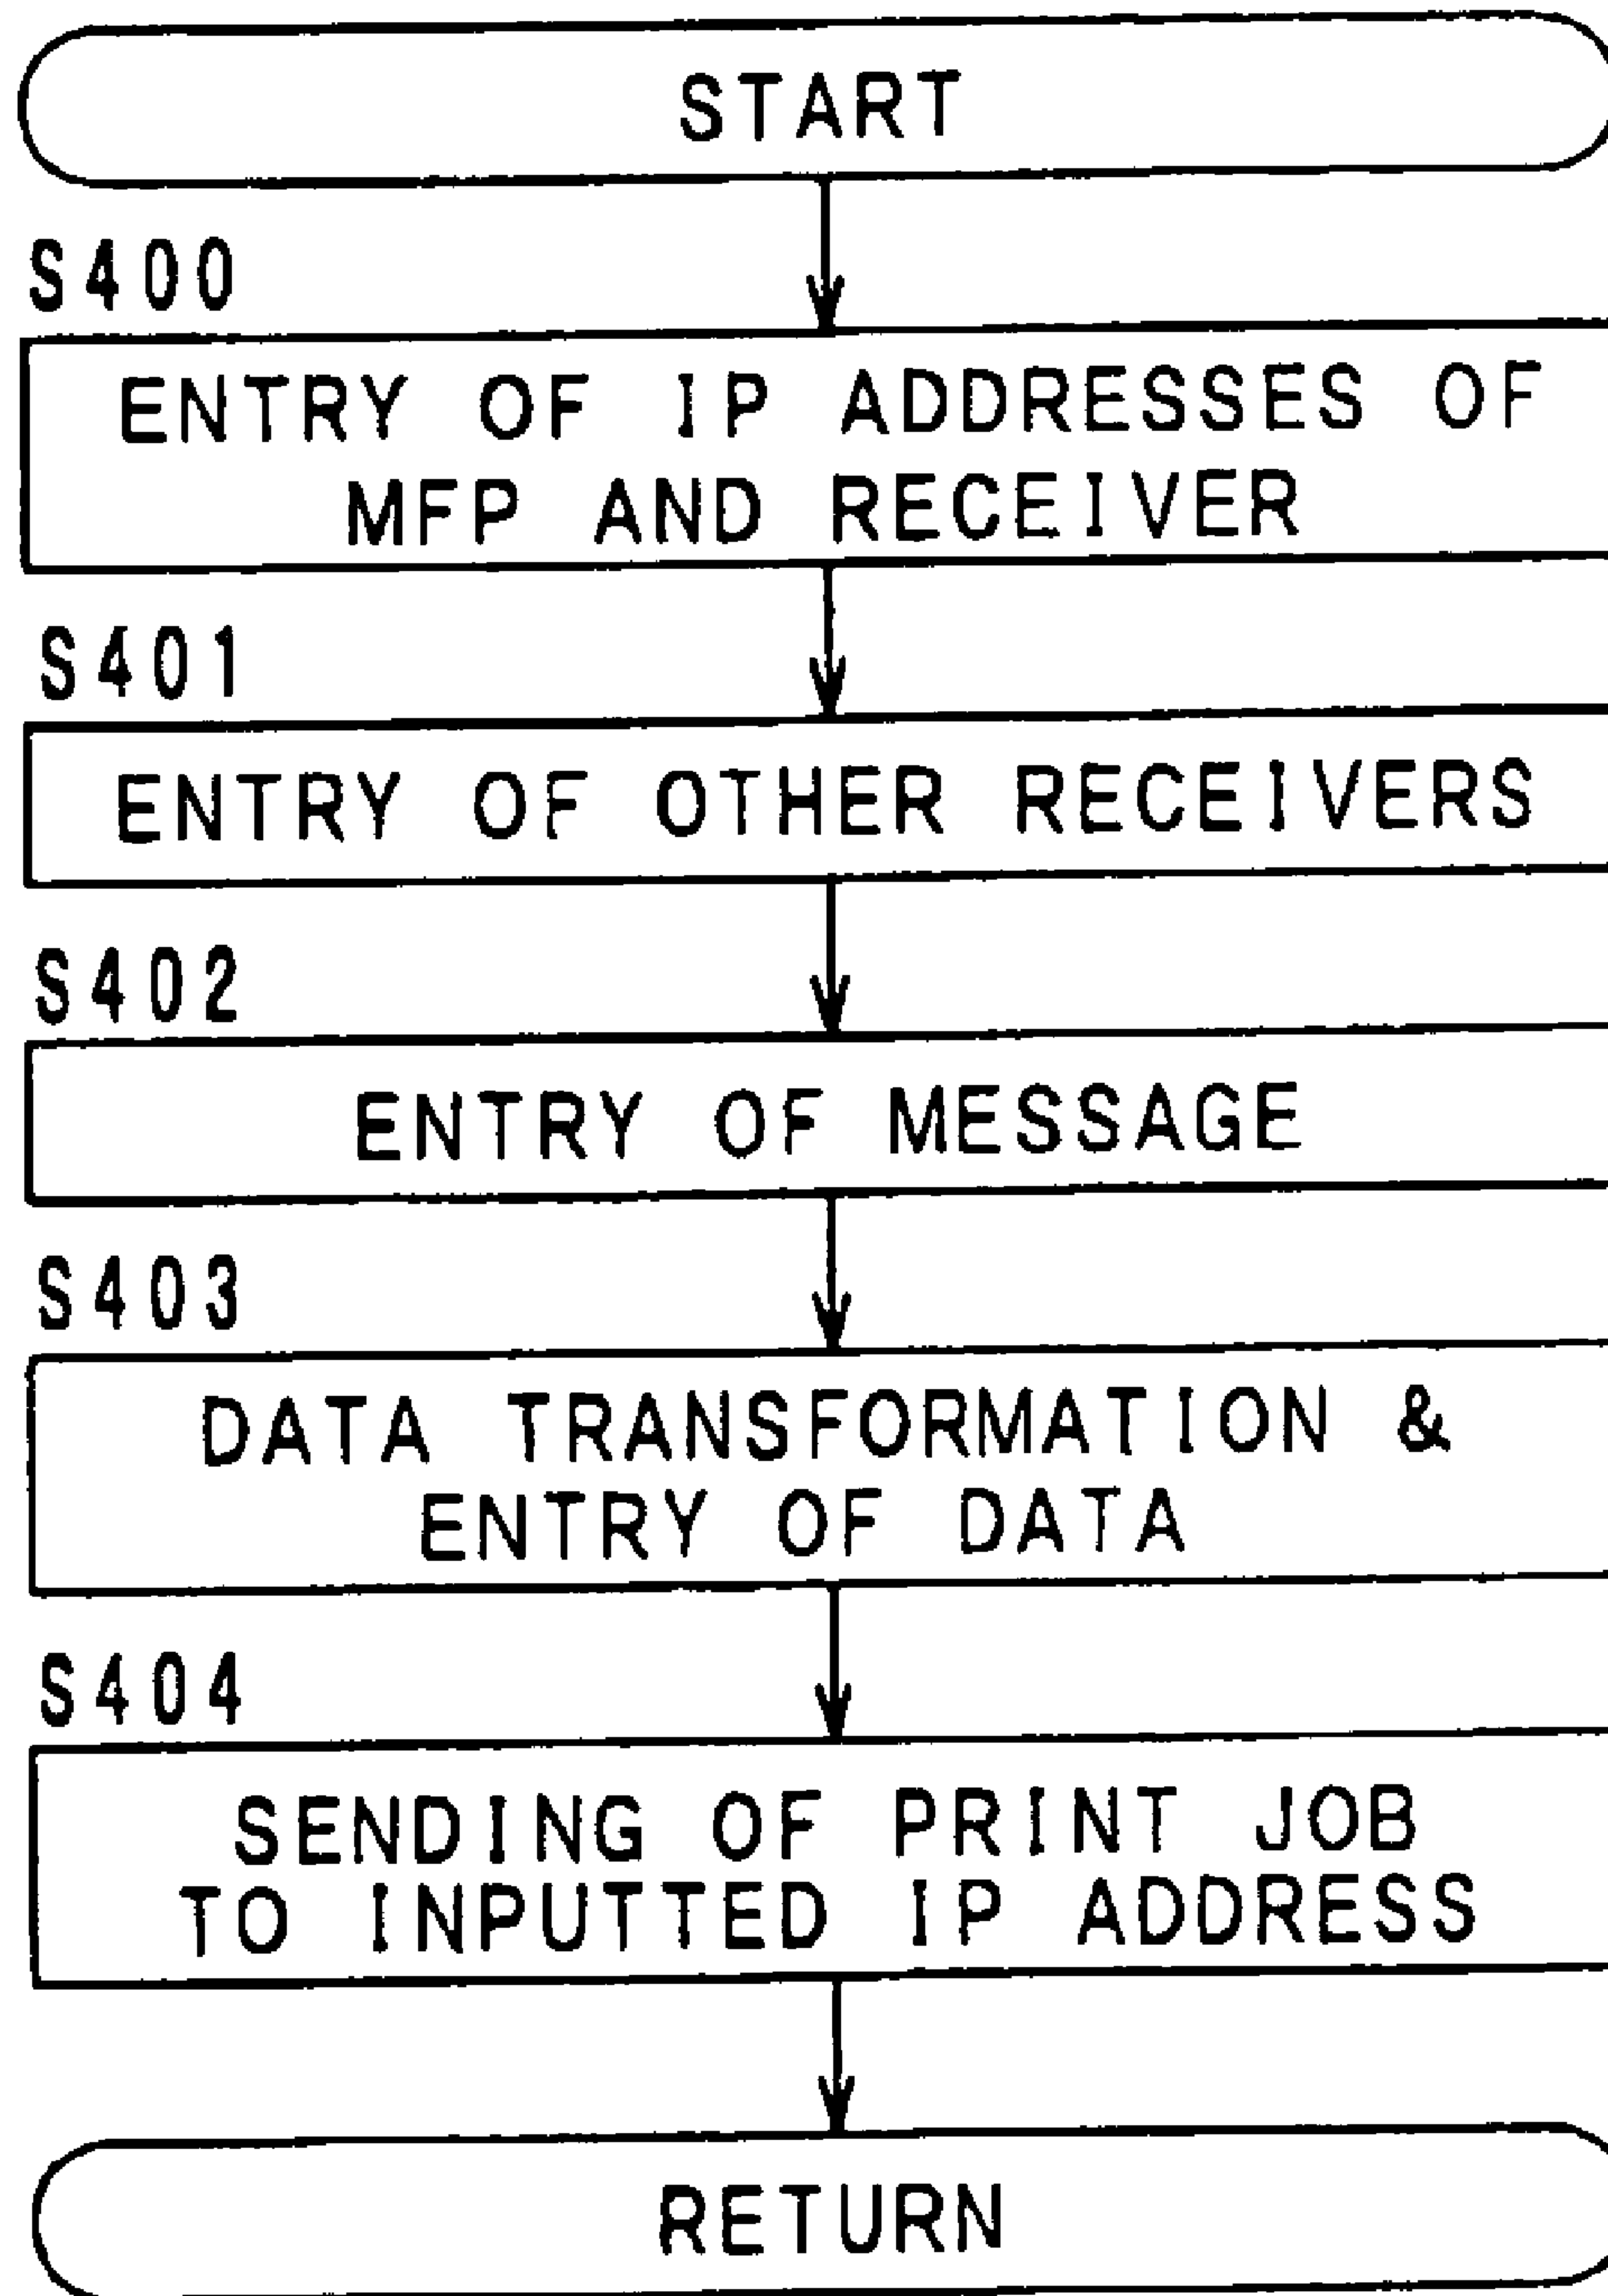 START
S400
ENTRY OF IP ADDRESSES OF
MFP AND RECEIVER
S401
ENTRY OF OTHER RECEIVERS
S402
ENTRY OF MESSAGE
S403
DATA TRANSFORMATION &
ENTRY OF DATA
S404
SENDING OF PRINT JOB
TO INPUTTED IP ADDRESS
RETURN